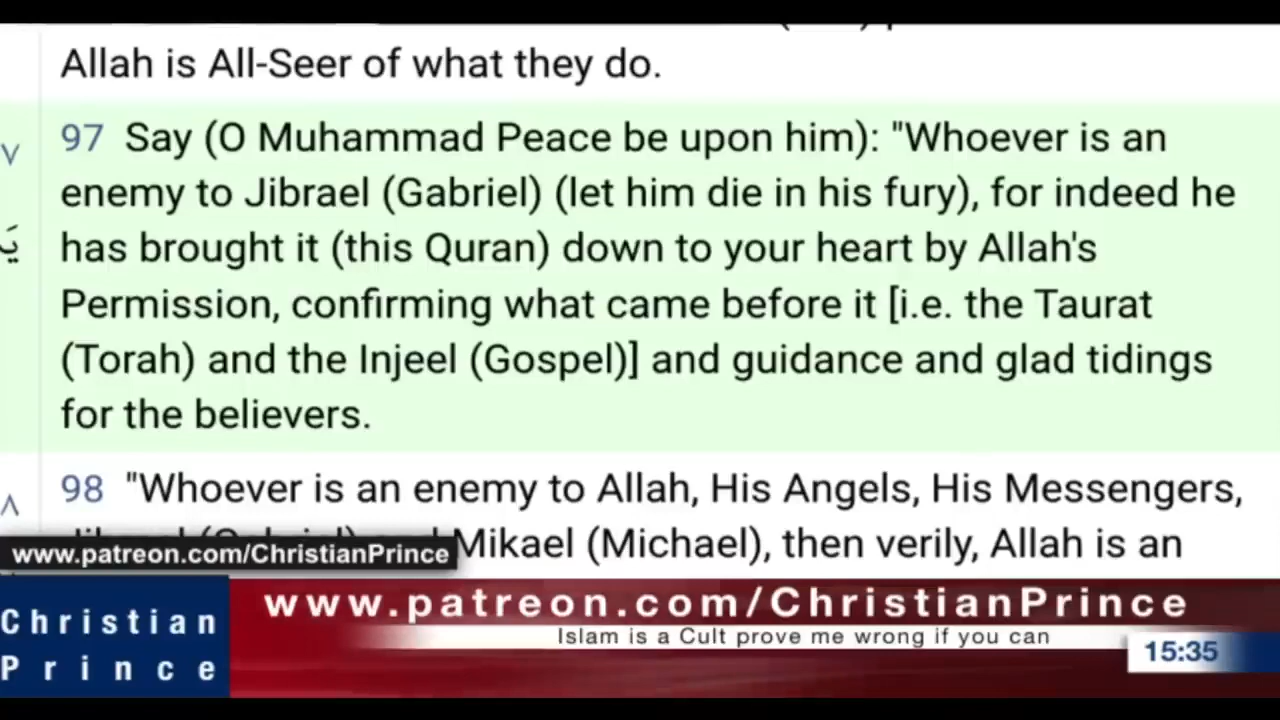 Allah is All-Seer of what they do.
97 Say (O Muhammad Peace be upon him): "Whoever is an
enemy to Jibrael (Gabriel) (let him die in his fury), for indeed he
has brought it (this Quran) down to your heart by Allah's
Permission, confirming what came before it [i.e. the Taurat
(Torah) and the Injeel (Gospel)] and guidance and glad tidings
for the believers.
98 "Whoever is an enemy to Allah, His Angels, His Messengers,
Mikael (Michael), then verily, Allah is an
www.patreon.com/ChristianPrince
www.patreon.com/ChristianPrince
Islam is a Cult prove me wrong if you can
Christian
Prince
15:35